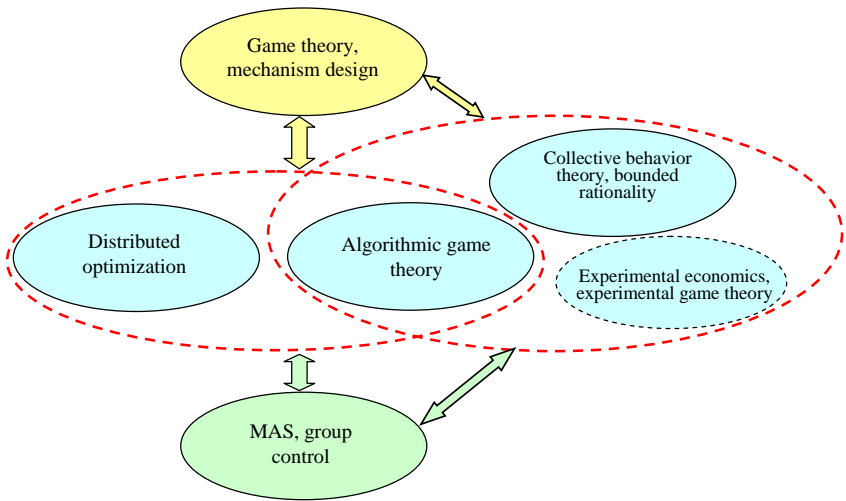 Game theory,
mechanism design
Collective behavior
theory, bounded
rationality
Distributed
optimization
Algorithmic game
theory
Experimental economics,
experimental game theory
MAS, group
control